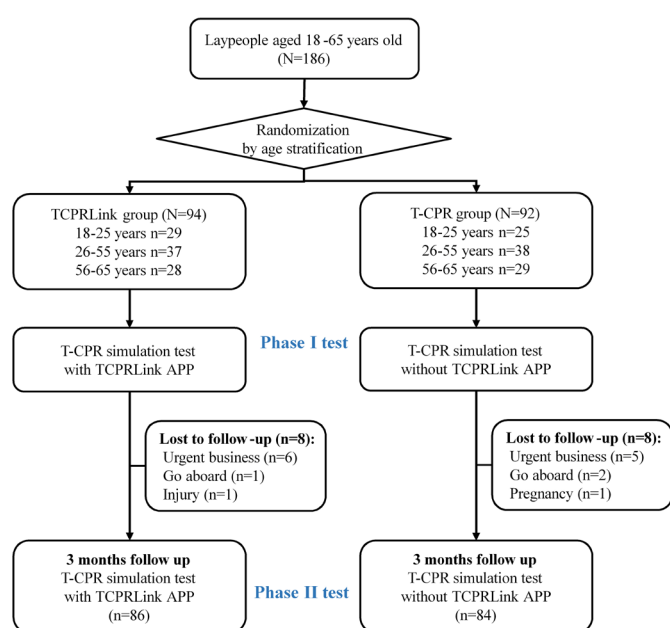 Laypeople aged 18-65 years old
(N=186)
Randomization
by age stratification
TCPRLink group (N=94)
18-25 years n=29
26-55 years n=37
56-65 years n=28
T-CPR group (N=92)
18-25 years n=25
26-55 years n=38
56-65 years n=29
Phase I test
T-CPR simulation test
with TCPRLink APP
T-CPR simulation test
without TCPRLink APP
Lost to follow-up (n=8):
Urgent business (n=6)
Go aboard (n=1)
Injury (n=1)
Lost to follow-up (n=8):
Urgent business (n=5)
Go aboard (n=2)
Pregnancy (n=1)
3 months follow up
T-CPR simulation test
with TCPRLink APP
(n=86)
Phase II test
3 months follow up
T-CPR simulation test
without TCPRLink APP
(n=84)